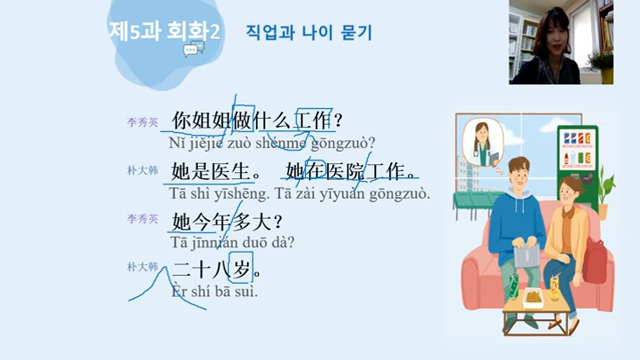 제5과 회화2
직업과 나이 묻기
李秀英 你姐姐做什么工作?
Nǐ jiějie zuò shénme gōngzuò?
朴大韩 她是医生。 她在医院工作。
Tā shì yīshēng. Tā zài yīyuàn gōngzuò.
李秀英 她今年多大?
Tā jīnnián duō dà?
朴大韩 二十八岁。
Èr shí bā suì.